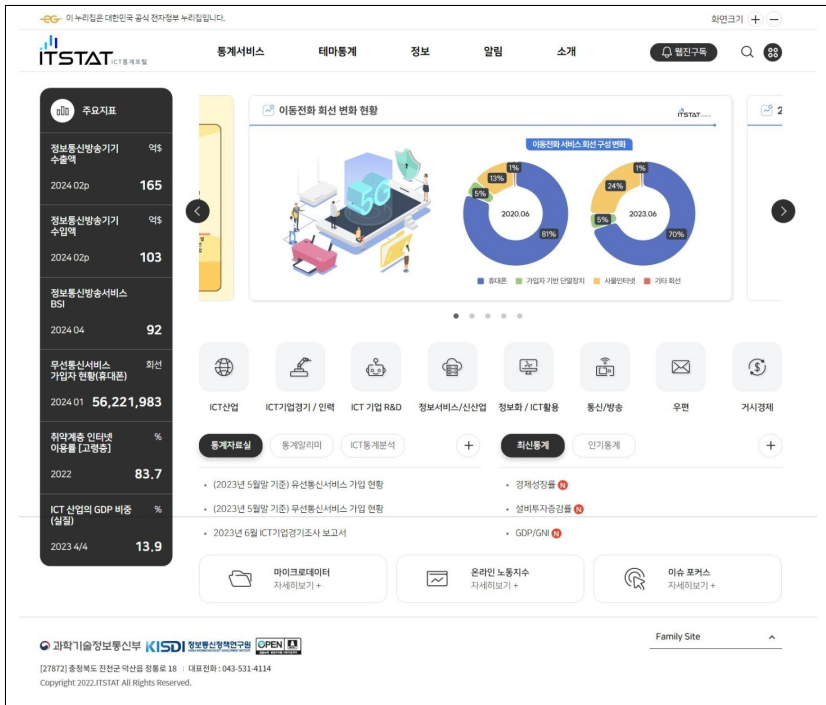 이 누리집은 대한민국 공식 전자정부 누리집입니다.
화면크기 + −
ITSTAT ICT통계포털
통계서비스
테마통계
정보
알림
소개
웹진구독
주요지표
정보통신방송기기 억$
수출액
2024 02p 165
정보통신방송기기 억$
수입액
2024 02p 103
정보통신방송서비스
BSI
2024 04 92
무선통신서비스 회선
가입자 현황(휴대폰)
2024 01 56,221,983
취약계층 인터넷 %
이용률 [고령층]
2022 83.7
ICT 산업의 GDP 비중 %
(실질)
2023 4/4 13.9
이동전화 회선 변화 현황
ITSTAT
5G
이동전화 서비스 회선 구성 변화
1%
13%
5%
2020.06
81%
1%
24%
5%
2023.06
70%
휴대폰
가입자 기반 단말장치
사물인터넷
기타 회선
2
ICT산업
ICT기업경기 / 인력
ICT 기업 R&D
정보서비스/신산업
정보화 / ICT활용
통신/방송
우편
거시경제
통계자료실
통계알리미
ICT통계분석
+
(2023년 5월말 기준) 유선통신서비스 가입 현황
(2023년 5월말 기준) 무선통신서비스 가입 현황
2023년 6월 ICT기업경기조사 보고서
최신통계
인기통계
+
경제성장률 N
설비투자증감률 N
GDP/GNI N
마이크로데이터
자세히보기 +
온라인 노동지수
자세히보기 +
이슈 포커스
자세히보기 +
과학기술정보통신부 KISDI 정보통신정책연구원 OPEN
Family Site
[27872] 충청북도 진천군 덕산읍 정통로 18 | 대표전화 : 043-531-4114
Copyright 2022.ITSTAT All Rights Reserved.